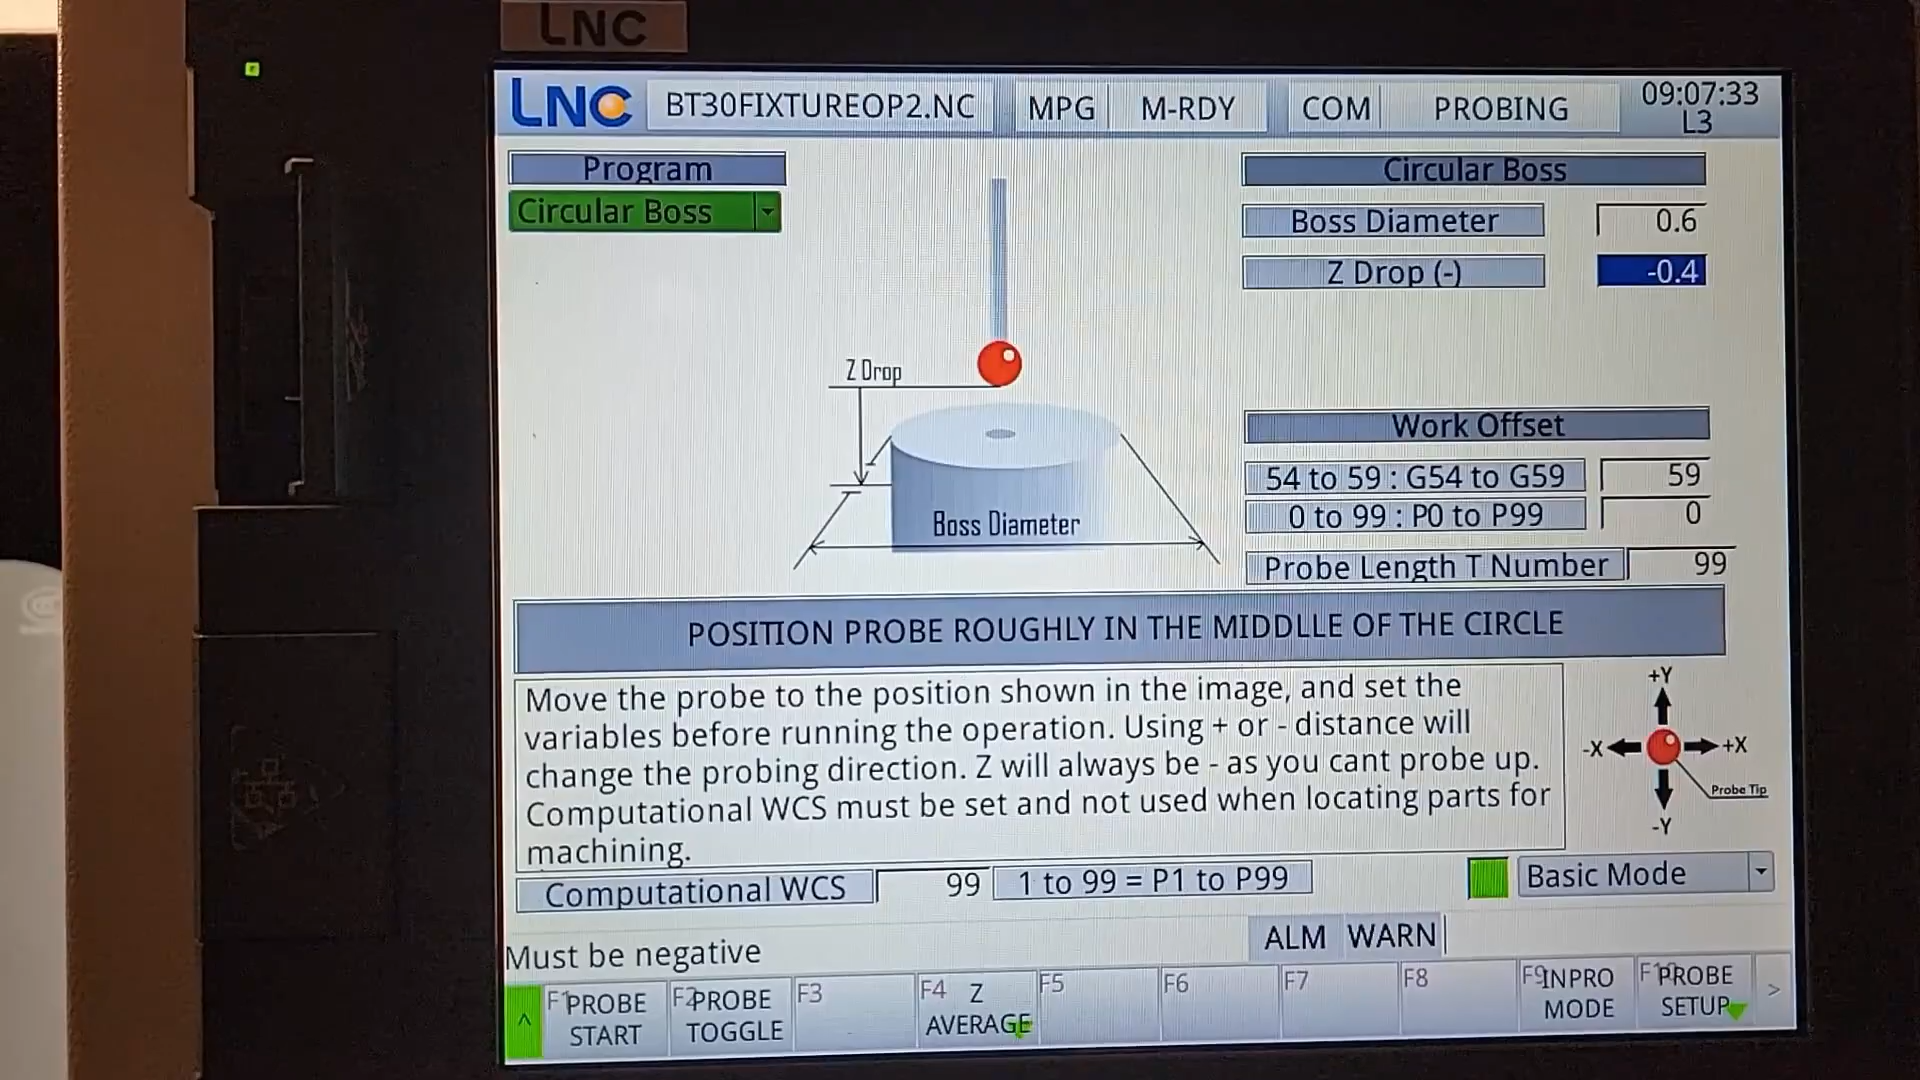 LNC
LNC
BT30FIXTUREOP2.NC
MPG
M-RDY
COM
PROBING
09:07:33
L3
Program
Circular Boss
Circular Boss
Boss Diameter 0.6
Z Drop (-) -0.4
Z Drop
Boss Diameter
Work Offset
54 to 59 : G54 to G59 59
0 to 99 : P0 to P99 0
Probe Length T Number 99
POSITION PROBE ROUGHLY IN THE MIDDLLE OF THE CIRCLE
Move the probe to the position shown in the image, and set the
variables before running the operation. Using + or - distance will
change the probing direction. Z will always be - as you cant probe up.
Computational WCS must be set and not used when locating parts for
machining.
+Y
-X
+X
Probe Tip
-Y
Computational WCS 99 1 to 99 = P1 to P99
Basic Mode
Must be negative
ALM WARN
^
F1 PROBE
START
F2 PROBE
TOGGLE
F3
F4 Z
AVERAGE
F5
F6
F7
F8
F9 INPRO
MODE
F10 PROBE
SETUP
>